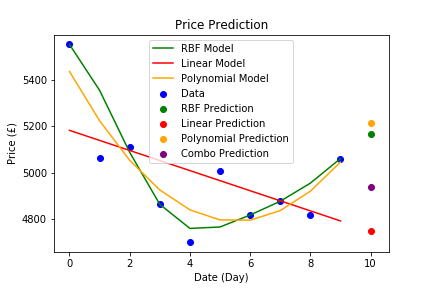 Price Prediction
RBF Model
Linear Model
Polynomial Model
Data
RBF Prediction
Linear Prediction
Polynomial Prediction
Combo Prediction
Price (£)
5400
5200
5000
4800
0 2 4 6 8 10
Date (Day)